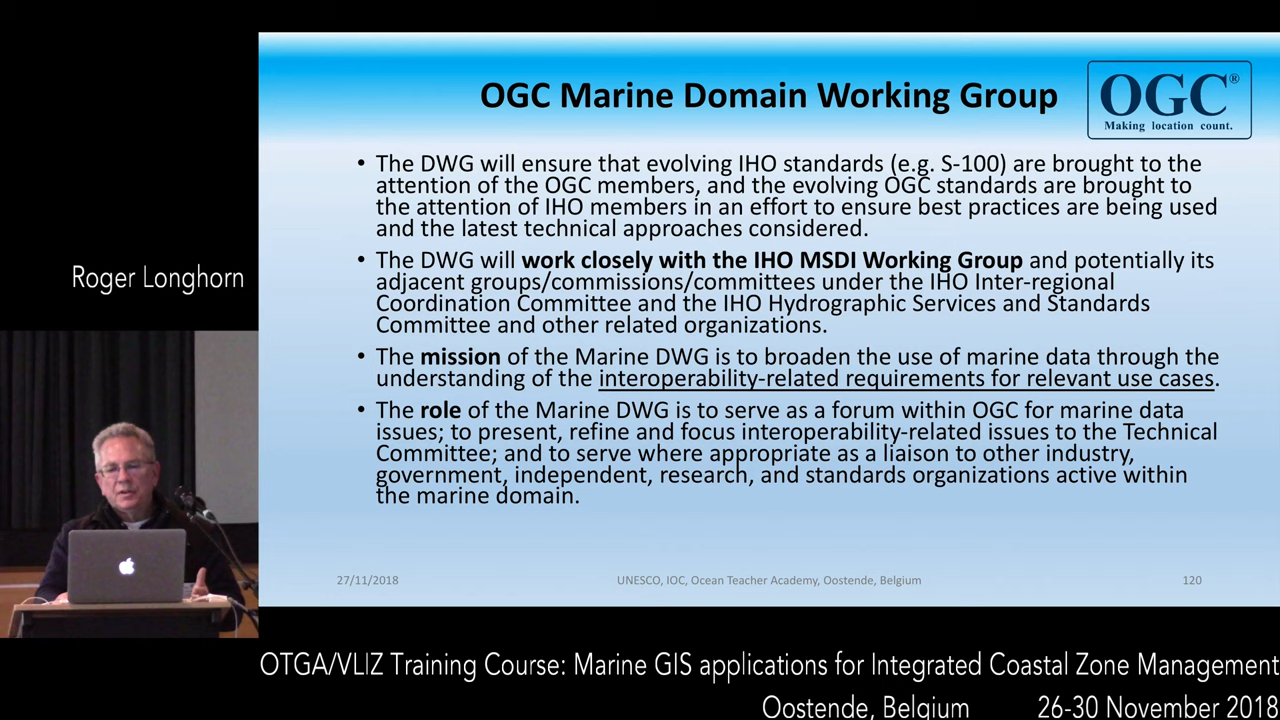 OGC Marine Domain Working Group
OGC®
Making location count.
• The DWG will ensure that evolving IHO standards (e.g. S-100) are brought to the
attention of the OGC members, and the evolving OGC standards are brought to
the attention of IHO members in an effort to ensure best practices are being used
and the latest technical approaches considered.
• The DWG will work closely with the IHO MSDI Working Group and potentially its
adjacent groups/commissions/committees under the IHO Inter-regional
Coordination Committee and the IHO Hydrographic Services and Standards
Committee and other related organizations.
• The mission of the Marine DWG is to broaden the use of marine data through the
understanding of the interoperability-related requirements for relevant use cases.
• The role of the Marine DWG is to serve as a forum within OGC for marine data
issues; to present, refine and focus interoperability-related issues to the Technical
Committee; and to serve where appropriate as a liaison to other industry,
government, independent, research, and standards organizations active within
the marine domain.
27/11/2018
UNESCO, IOC, Ocean Teacher Academy, Oostende, Belgium
120
Roger Longhorn
OTGA/VLIZ Training Course: Marine GIS applications for Integrated Coastal Zone Management
Oostende, Belgium 26-30 November 2018